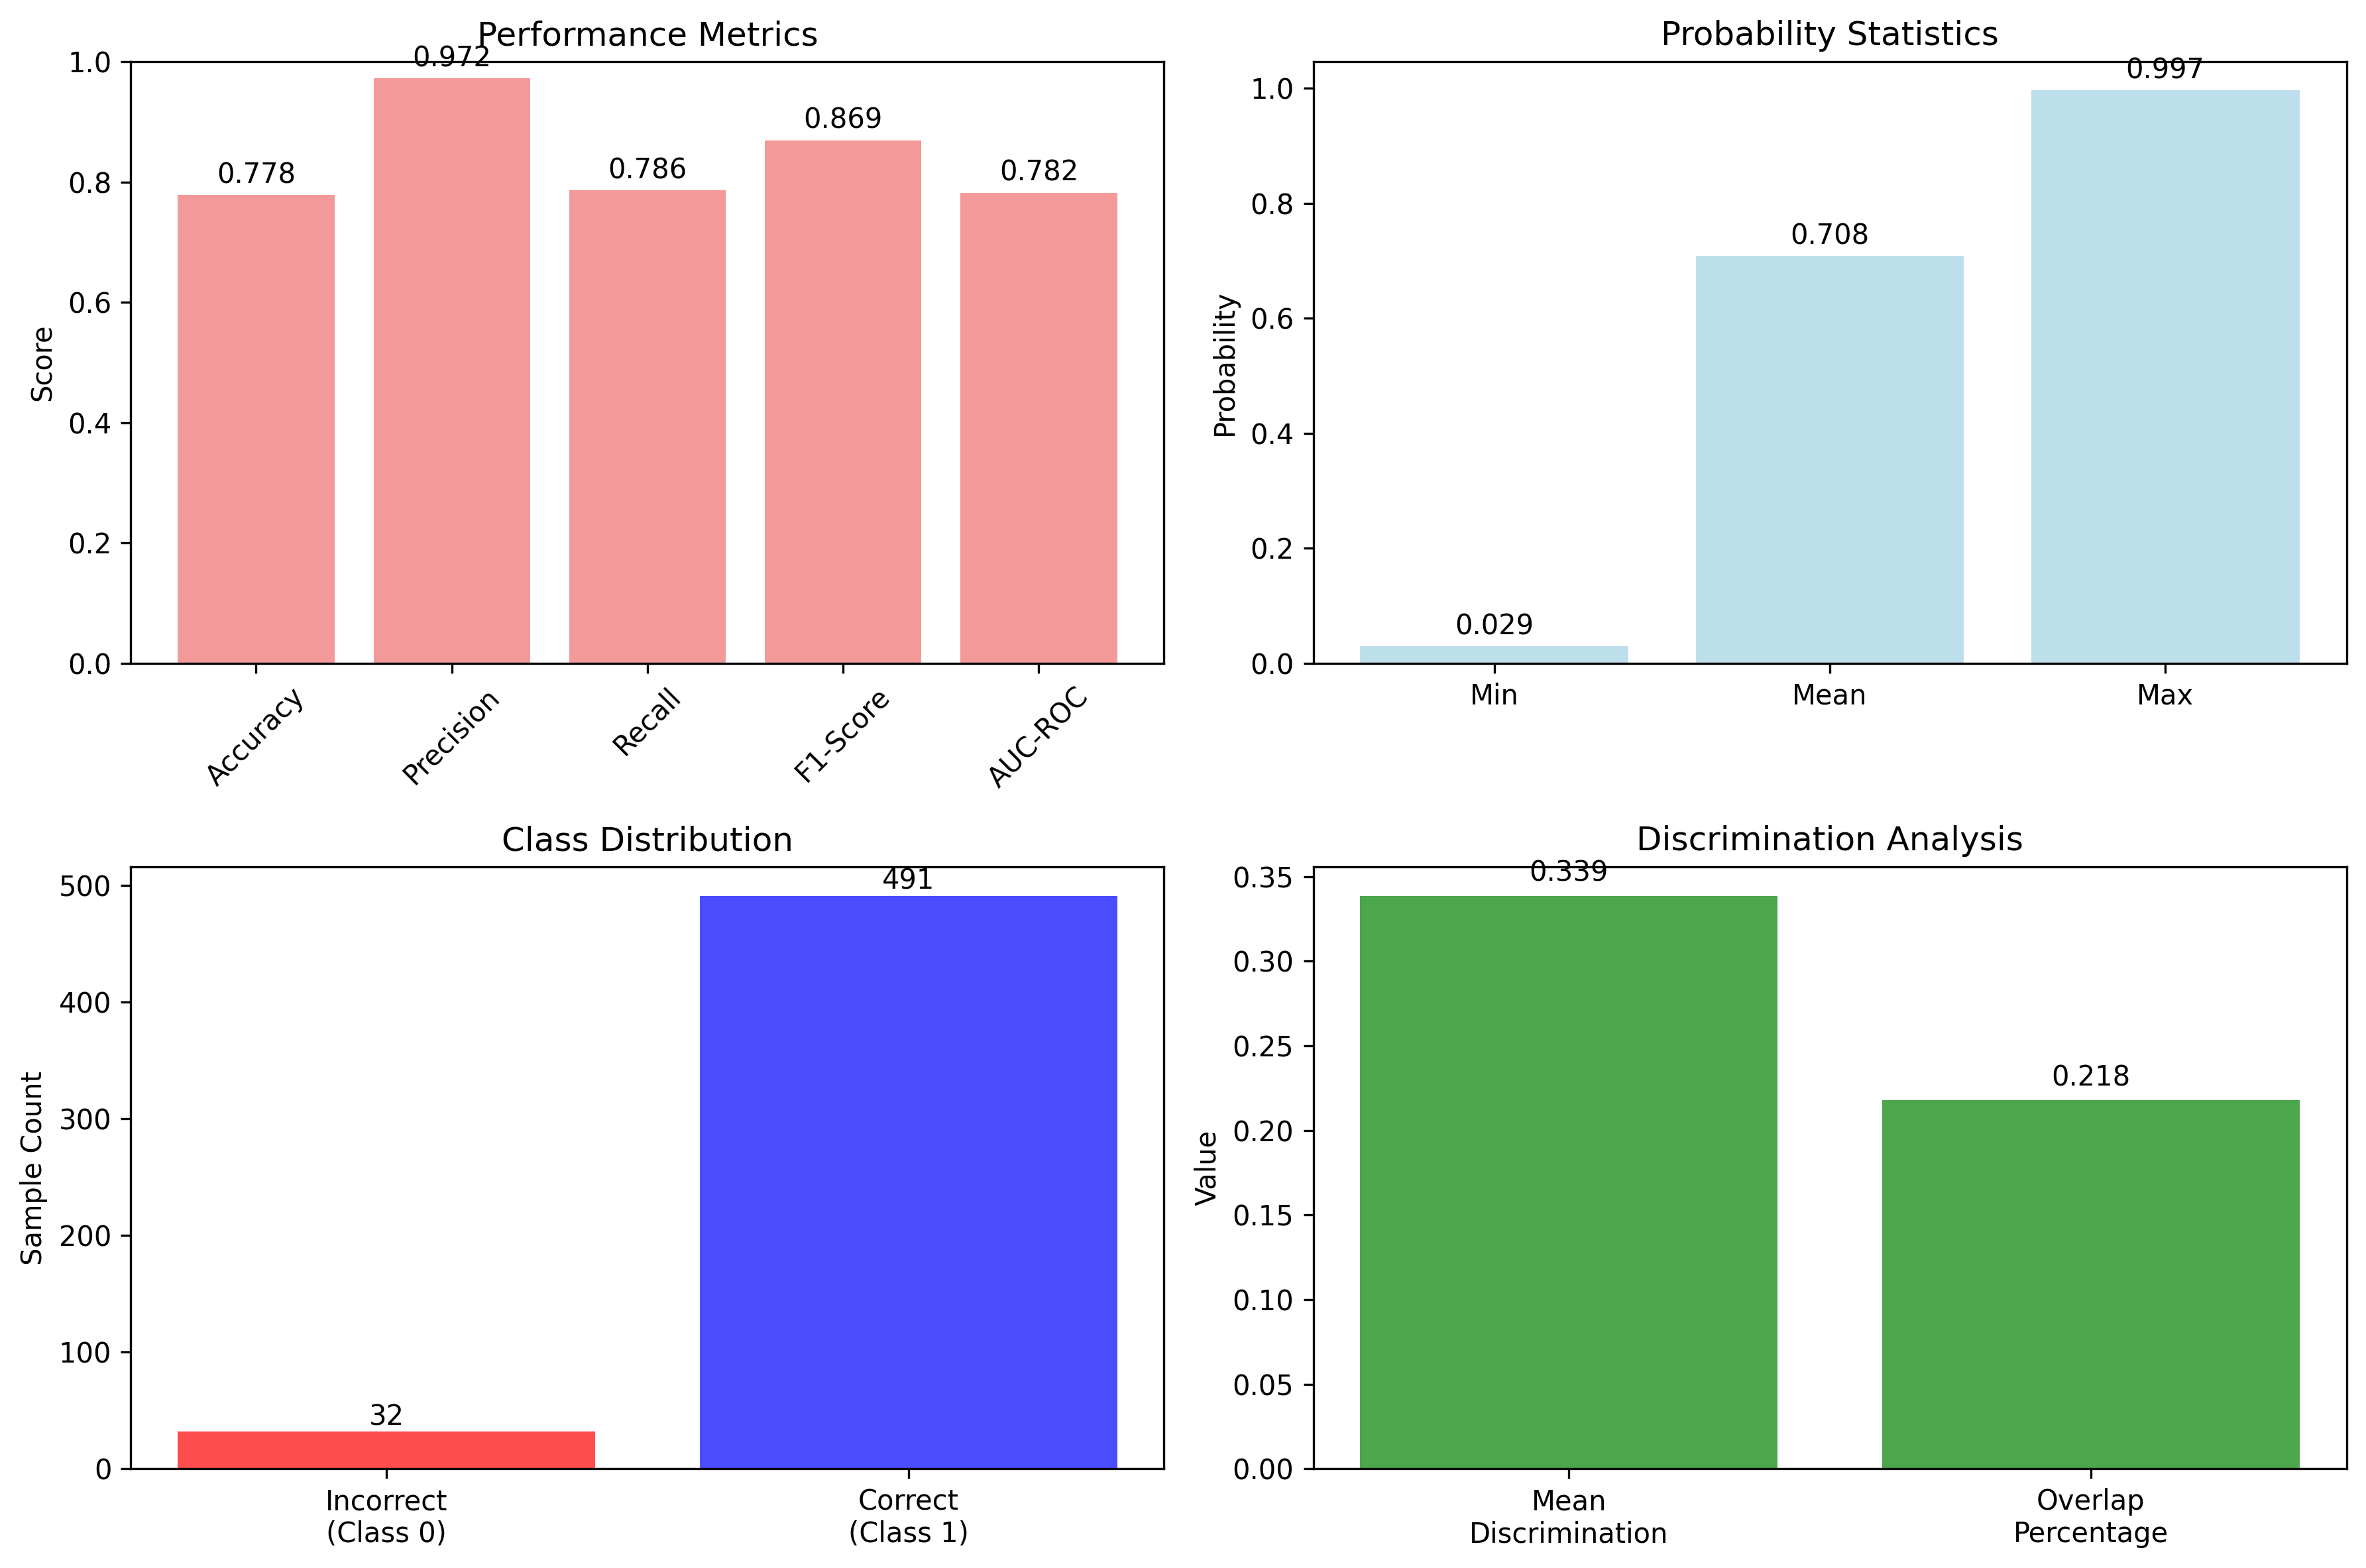 Performance Metrics
Score
1.0
0.8
0.6
0.4
0.2
0.0
0.778
0.972
0.786
0.869
0.782
Accuracy
Precision
Recall
F1-Score
AUC-ROC
Probability Statistics
Probability
1.0
0.8
0.6
0.4
0.2
0.0
0.029
0.708
0.997
Min
Mean
Max
Class Distribution
Sample Count
500
400
300
200
100
0
32
491
Incorrect
(Class 0)
Correct
(Class 1)
Discrimination Analysis
Value
0.35
0.30
0.25
0.20
0.15
0.10
0.05
0.00
0.339
0.218
Mean
Discrimination
Overlap
Percentage